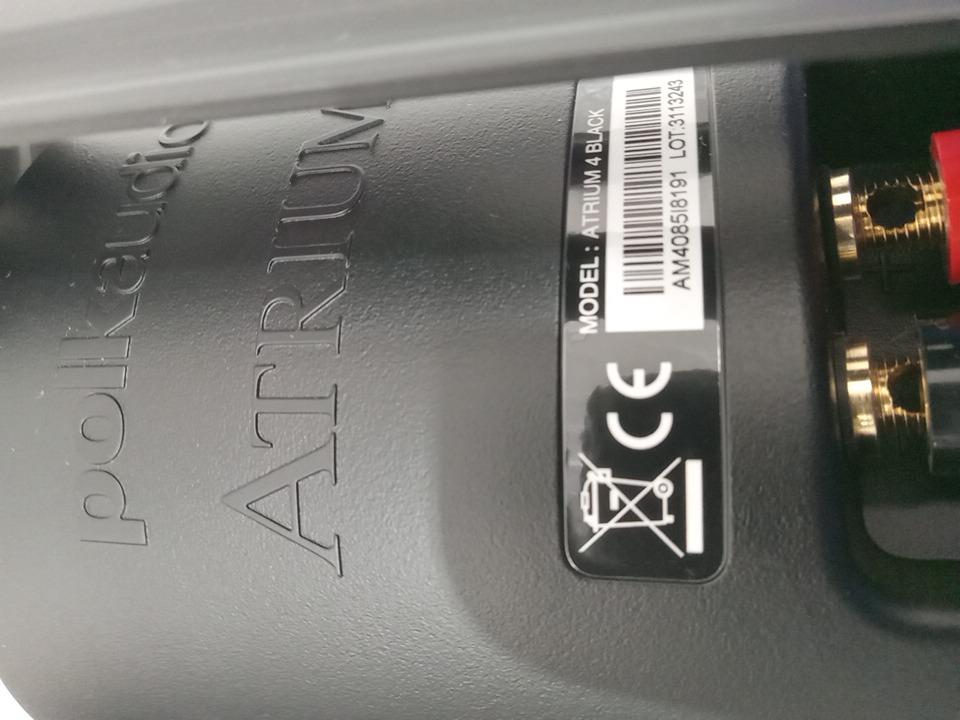 polkaudio
ATRIUM
MODEL : ATRIUM 4 BLACK
AM4085I8191 LOT:3113243
CE